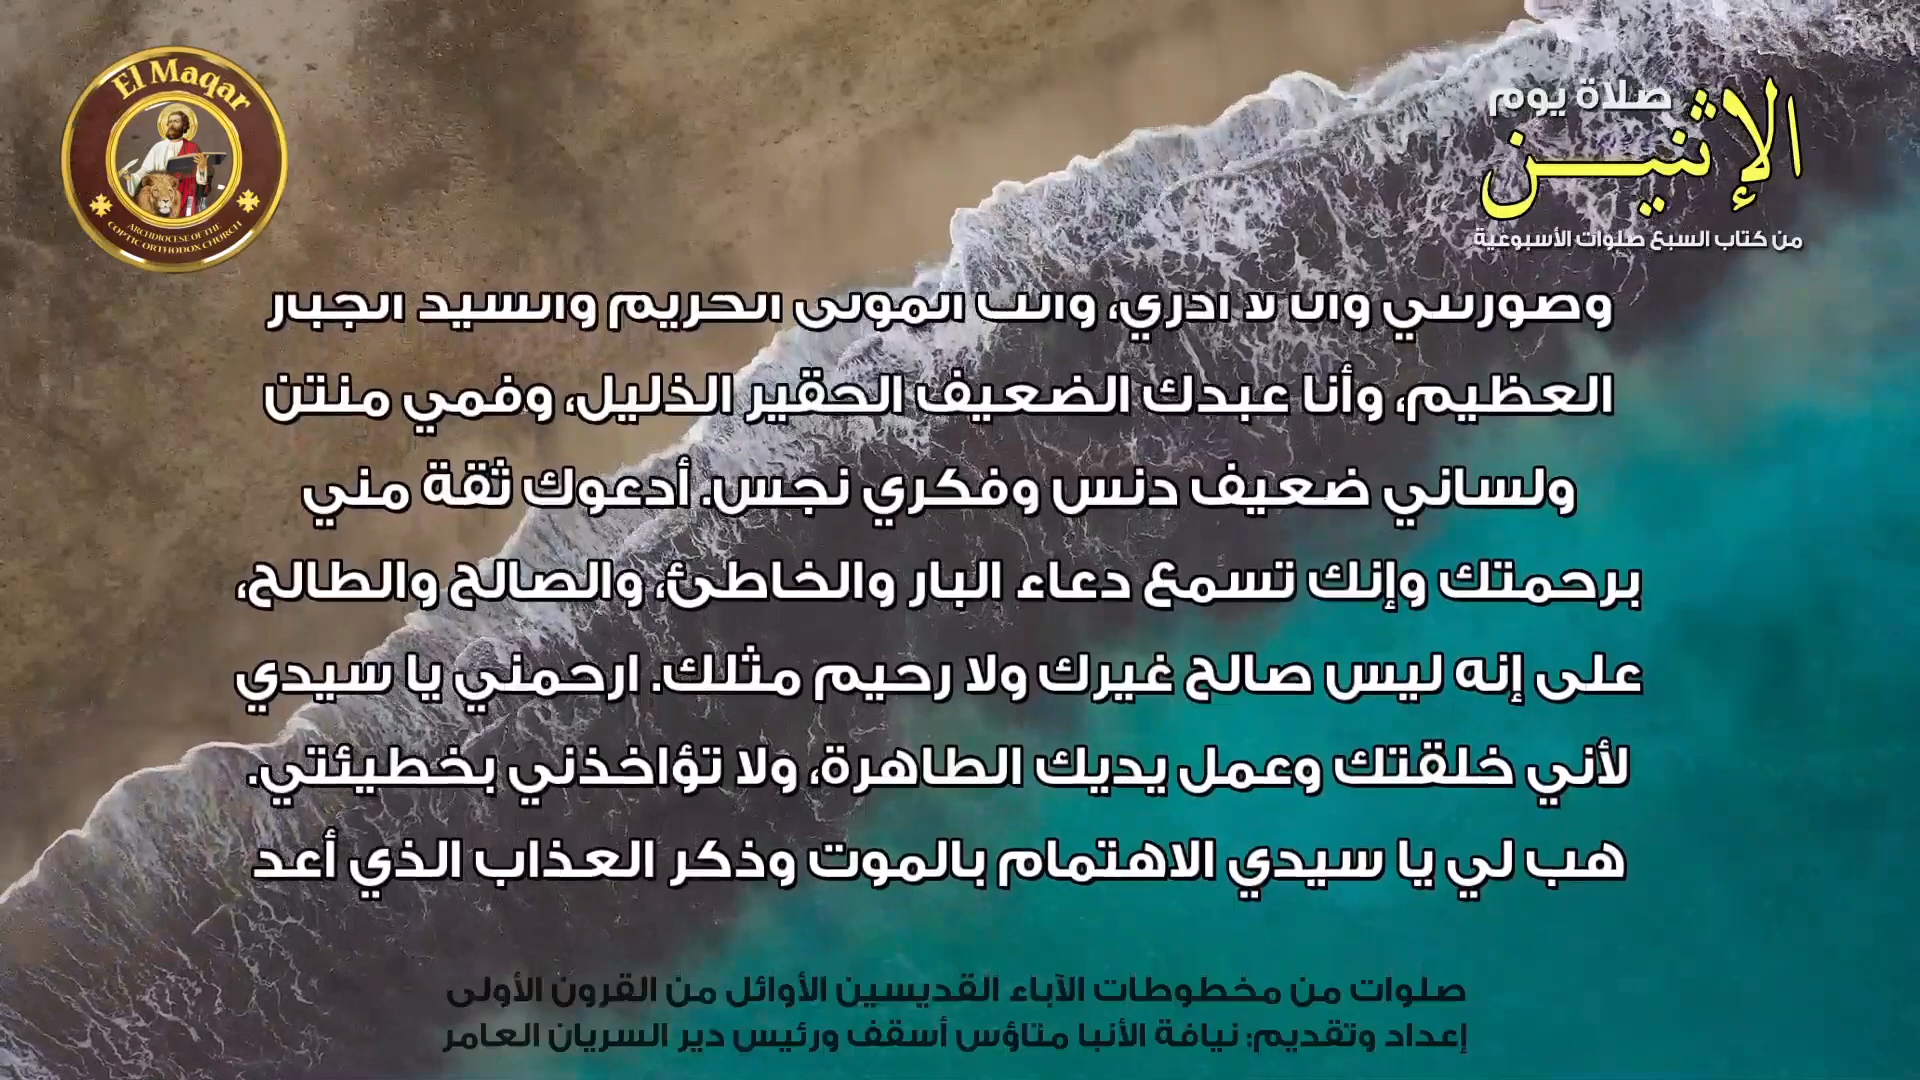 El Maqar
ARCHDIOCESE OF THE
COPTIC ORTHODOX CHURCH
صلاة يوم
الإثنين
من كتاب السبع صلوات الأسبوعية
وصورتني وأنا لا أدري، وأنت المولى الكريم والسيد الجبار
العظيم، وأنا عبدك الضعيف الحقير الذليل، وفمي منتن
ولساني ضعيف دنس وفكري نجس. أدعوك ثقة مني
برحمتك وإنك تسمع دعاء البار والخاطئ، والصالح والطالح،
على إنه ليس صالح غيرك ولا رحيم مثلك. ارحمني يا سيدي
لأني خلقتك وعمل يديك الطاهرة، ولا تؤاخذني بخطيئتي.
هب لي يا سيدي الاهتمام بالموت وذكر العذاب الذي أعد
صلوات من مخطوطات الآباء القديسين الأوائل من القرون الأولى
إعداد وتقديم: نيافة الأنبا متاؤس أسقف ورئيس دير السريان العامر